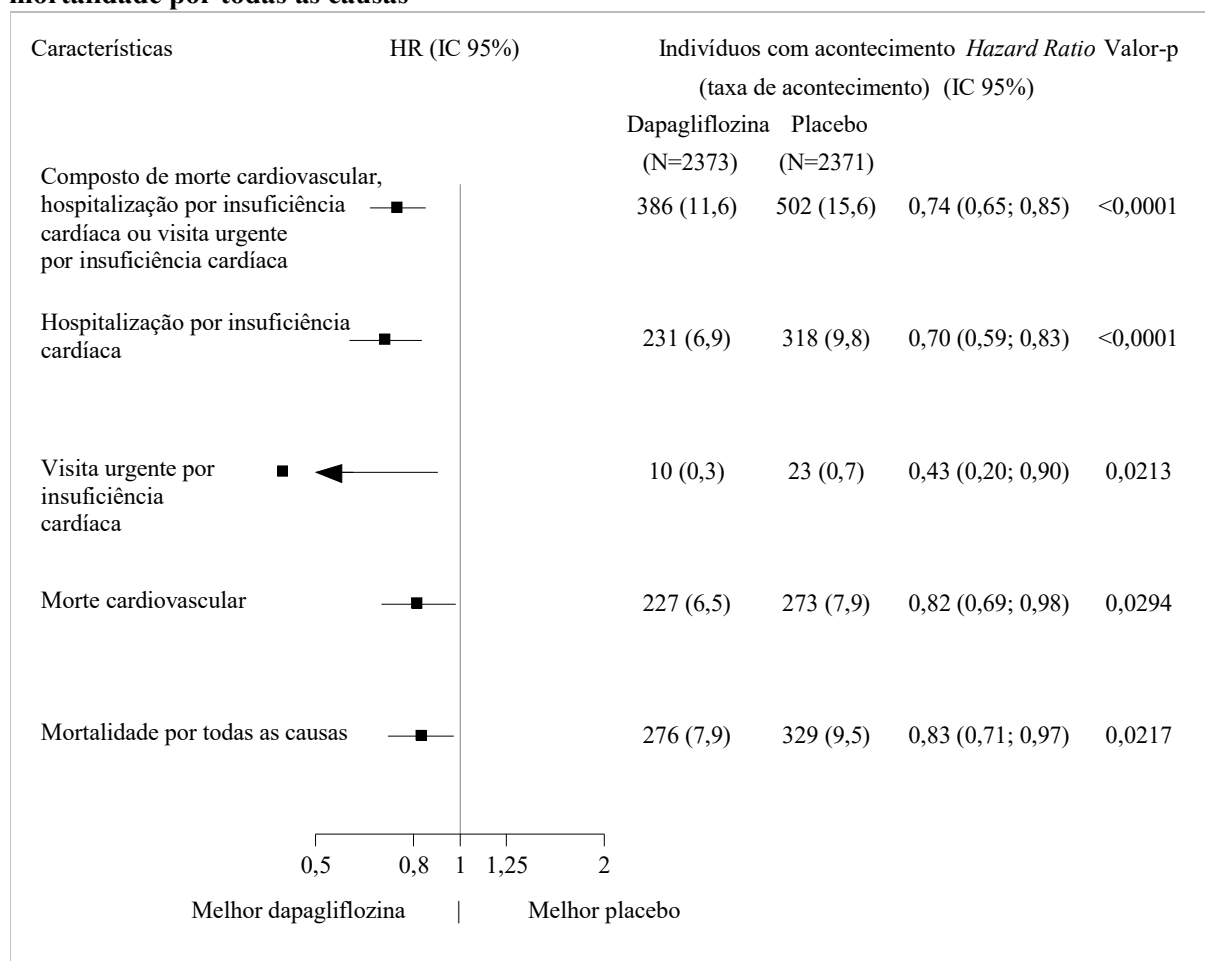 mortalidade por todas as causas
Características HR (IC 95%) Indivíduos com acontecimento Hazard Ratio Valor-p
(taxa de acontecimento) (IC 95%)
Dapagliflozina Placebo
(N=2373) (N=2371)
Composto de morte cardiovascular,
hospitalização por insuficiência 386 (11,6) 502 (15,6) 0,74 (0,65; 0,85) <0,0001
cardíaca ou visita urgente
por insuficiência cardíaca
Hospitalização por insuficiência
cardíaca 231 (6,9) 318 (9,8) 0,70 (0,59; 0,83) <0,0001
Visita urgente por 10 (0,3) 23 (0,7) 0,43 (0,20; 0,90) 0,0213
insuficiência
cardíaca
Morte cardiovascular 227 (6,5) 273 (7,9) 0,82 (0,69; 0,98) 0,0294
Mortalidade por todas as causas 276 (7,9) 329 (9,5) 0,83 (0,71; 0,97) 0,0217
0,5 0,8 1 1,25 2
Melhor dapagliflozina | Melhor placebo